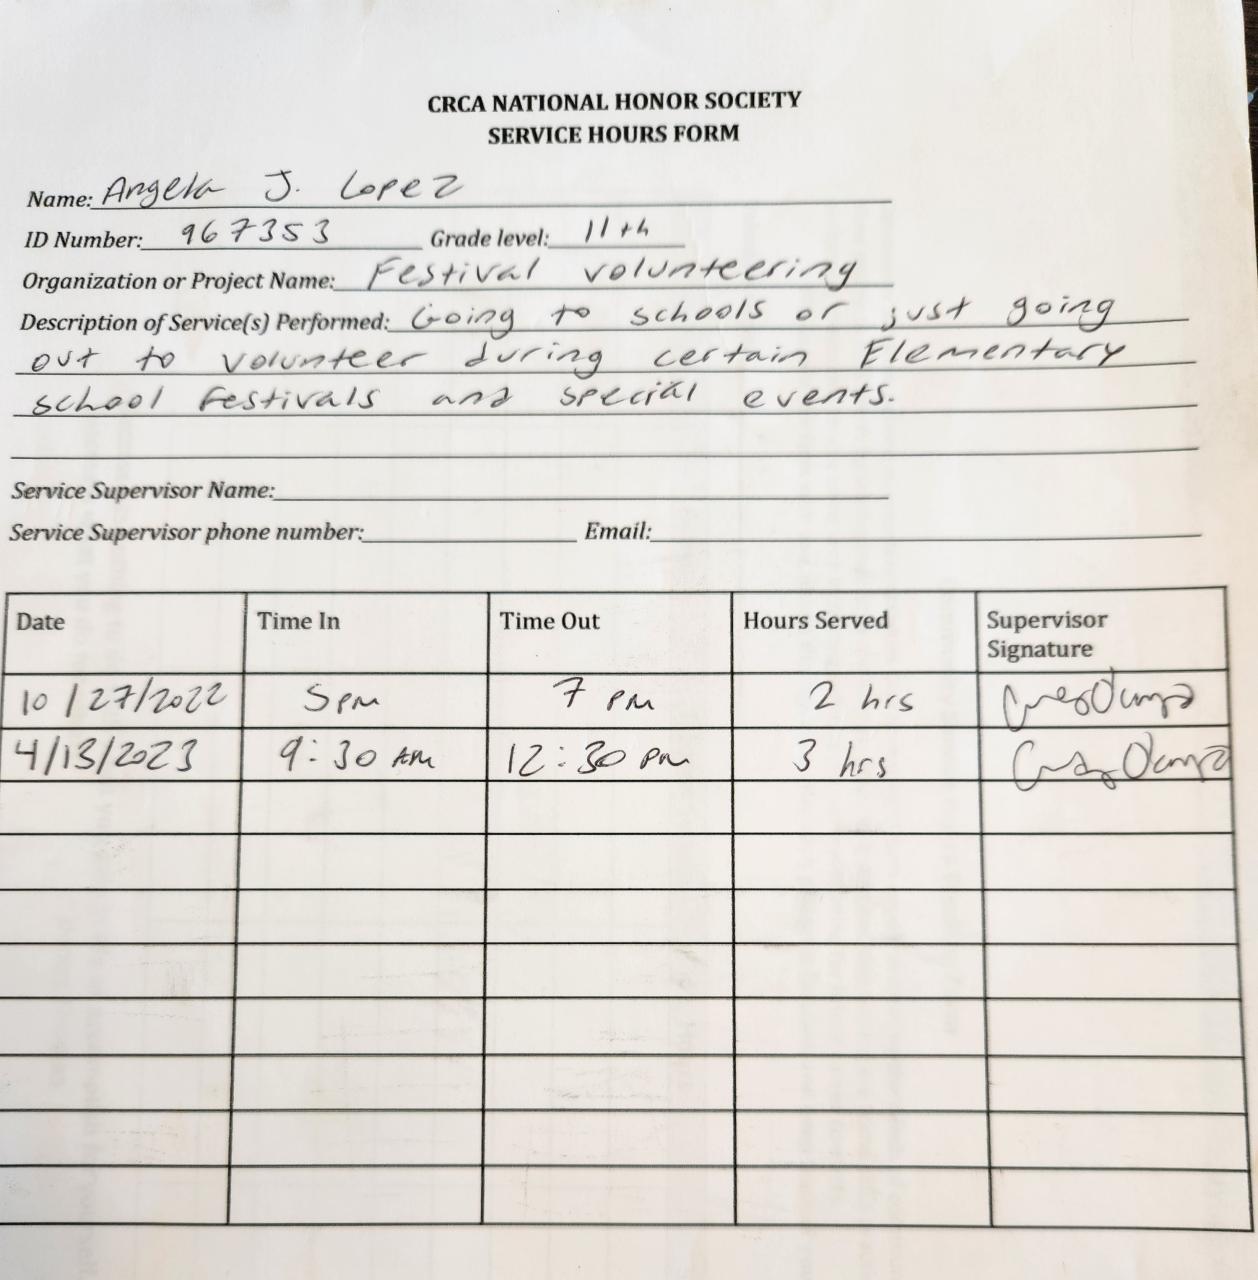 CRCA NATIONAL HONOR SOCIETY
SERVICE HOURS FORM
Name: Angela J. Lopez
ID Number: 967353 Grade level: 11th
Organization or Project Name: Festival volunteering
Description of Service(s) Performed: Going to schools or just going
out to volunteer during certain Elementary
school festivals and special events.
Service Supervisor Name:
Service Supervisor phone number: Email:
Date Time In Time Out Hours Served Supervisor
Signature
10/27/2022 5pm 7 pm 2 hrs
4/13/2023 9:30 AM 12:30 pm 3 hrs